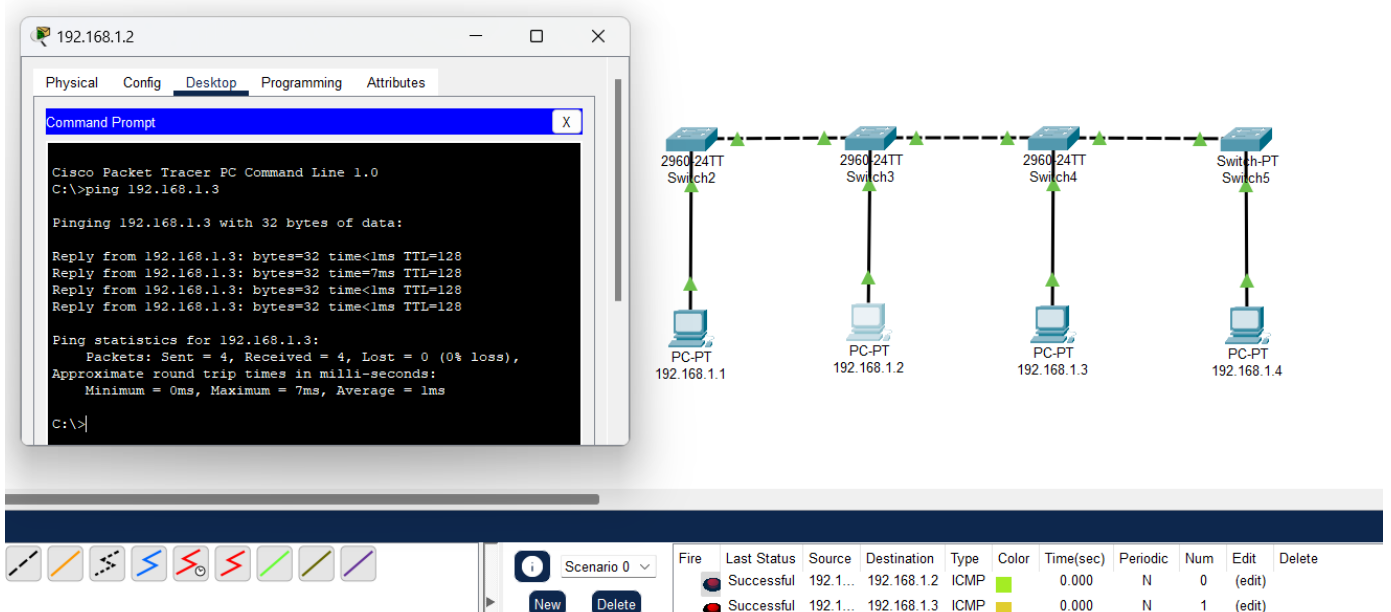 192.168.1.2
Physical Config Desktop Programming Attributes
Command Prompt
X
Cisco Packet Tracer PC Command Line 1.0
C:\>ping 192.168.1.3
Pinging 192.168.1.3 with 32 bytes of data:
Reply from 192.168.1.3: bytes=32 time<1ms TTL=128
Reply from 192.168.1.3: bytes=32 time=7ms TTL=128
Reply from 192.168.1.3: bytes=32 time<1ms TTL=128
Reply from 192.168.1.3: bytes=32 time<1ms TTL=128
Ping statistics for 192.168.1.3:
Packets: Sent = 4, Received = 4, Lost = 0 (0% loss),
Approximate round trip times in milli-seconds:
Minimum = 0ms, Maximum = 7ms, Average = 1ms
C:\>
2960-24TT
Switch2
2960-24TT
Switch3
2960-24TT
Switch4
Switch-PT
Switch5
PC-PT
192.168.1.1
PC-PT
192.168.1.2
PC-PT
192.168.1.3
PC-PT
192.168.1.4
Scenario 0
New Delete
Fire Last Status Source Destination Type Color Time(sec) Periodic Num Edit Delete
Successful 192.1... 192.168.1.2 ICMP 0.000 N 0 (edit)
Successful 192.1... 192.168.1.3 ICMP 0.000 N 1 (edit)